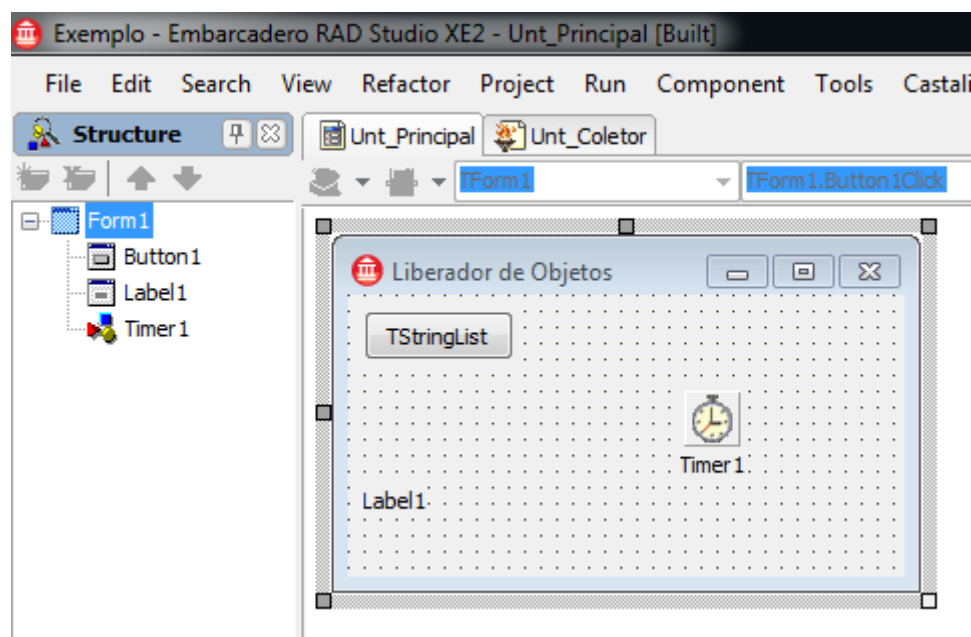 Exemplo - Embarcadero RAD Studio XE2 - Unt_Principal [Built]
File Edit Search View Refactor Project Run Component Tools Castali
Structure
Unt_Principal Unt_Coletor
TForm1 TForm1.Button1Click
Form1
Button1
Label1
Timer1
Liberador de Objetos
TStringList
Timer1
Label1